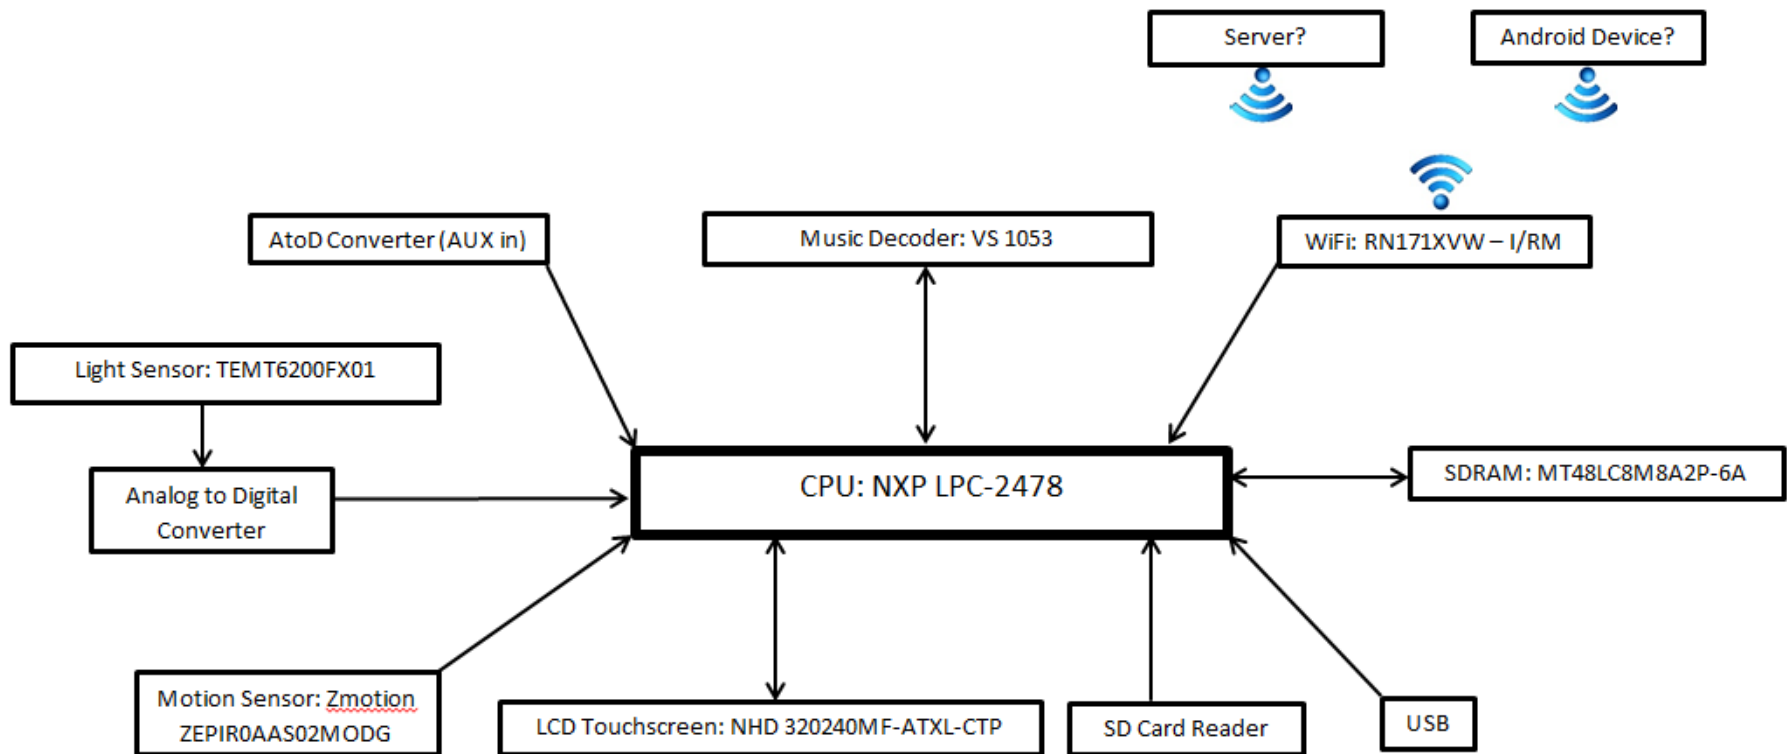 Server?
Android Device?
AtoD Converter (AUX in)
Music Decoder: VS 1053
WiFi: RN171XVW – I/RM
Light Sensor: TEMT6200FX01
Analog to Digital
Converter
CPU: NXP LPC-2478
SDRAM: MT48LC8M8A2P-6A
Motion Sensor: Zmotion
ZEPIR0AAS02MODG
LCD Touchscreen: NHD 320240MF-ATXL-CTP
SD Card Reader
USB